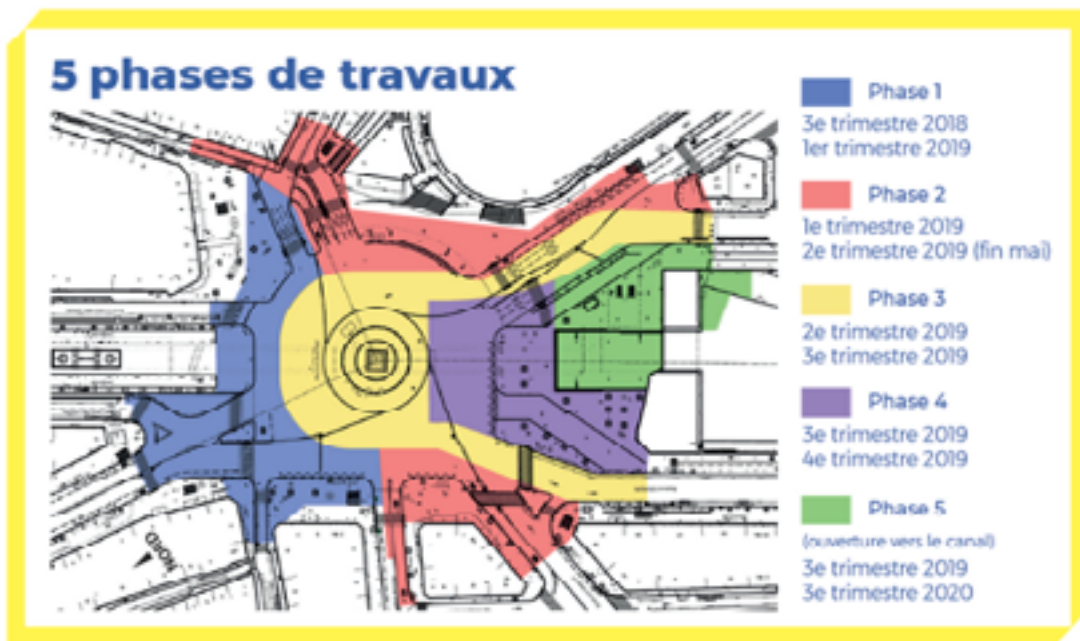 5 phases de travaux
Phase 1
3e trimestre 2018
1er trimestre 2019
Phase 2
1e trimestre 2019
2e trimestre 2019 (fin mai)
Phase 3
2e trimestre 2019
3e trimestre 2019
Phase 4
3e trimestre 2019
4e trimestre 2019
Phase 5
(ouverture vers le canal)
3e trimestre 2019
3e trimestre 2020
NORD